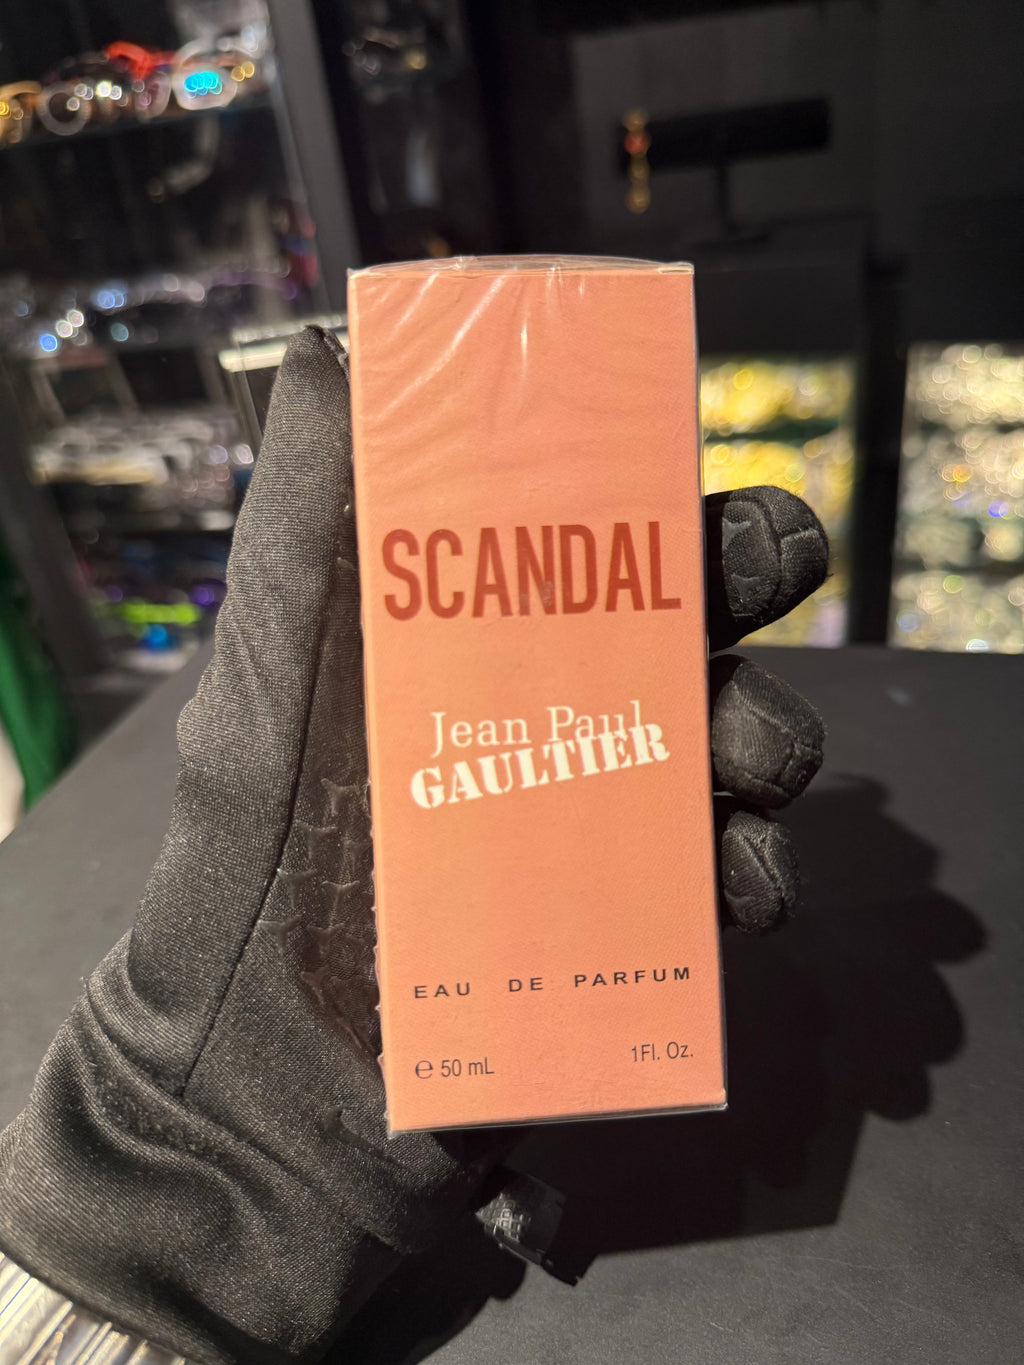 SCANDAL
Jean Paul
GAULTIER
EAU DE PARFUM
℮ 50 mL 1Fl. Oz.